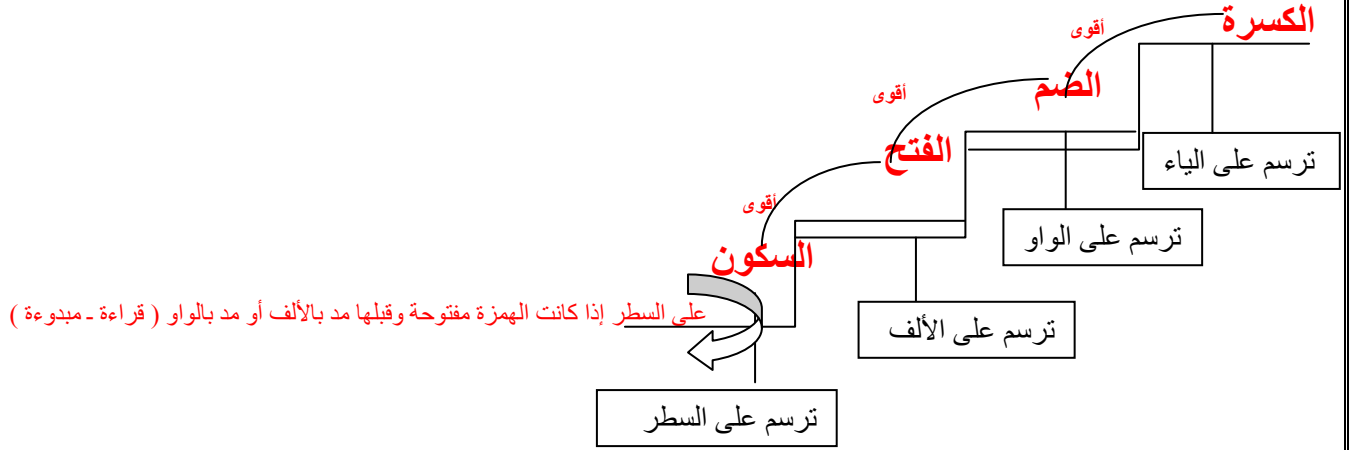 الكسرة
أقوى
الضم
أقوى
الفتح
أقوى
السكون
ترسم على الياء
ترسم على الواو
ترسم على الألف
على السطر إذا كانت الهمزة مفتوحة وقبلها مد بالألف أو مد بالواو ( قراءة ـ مبدوءة )
ترسم على السطر